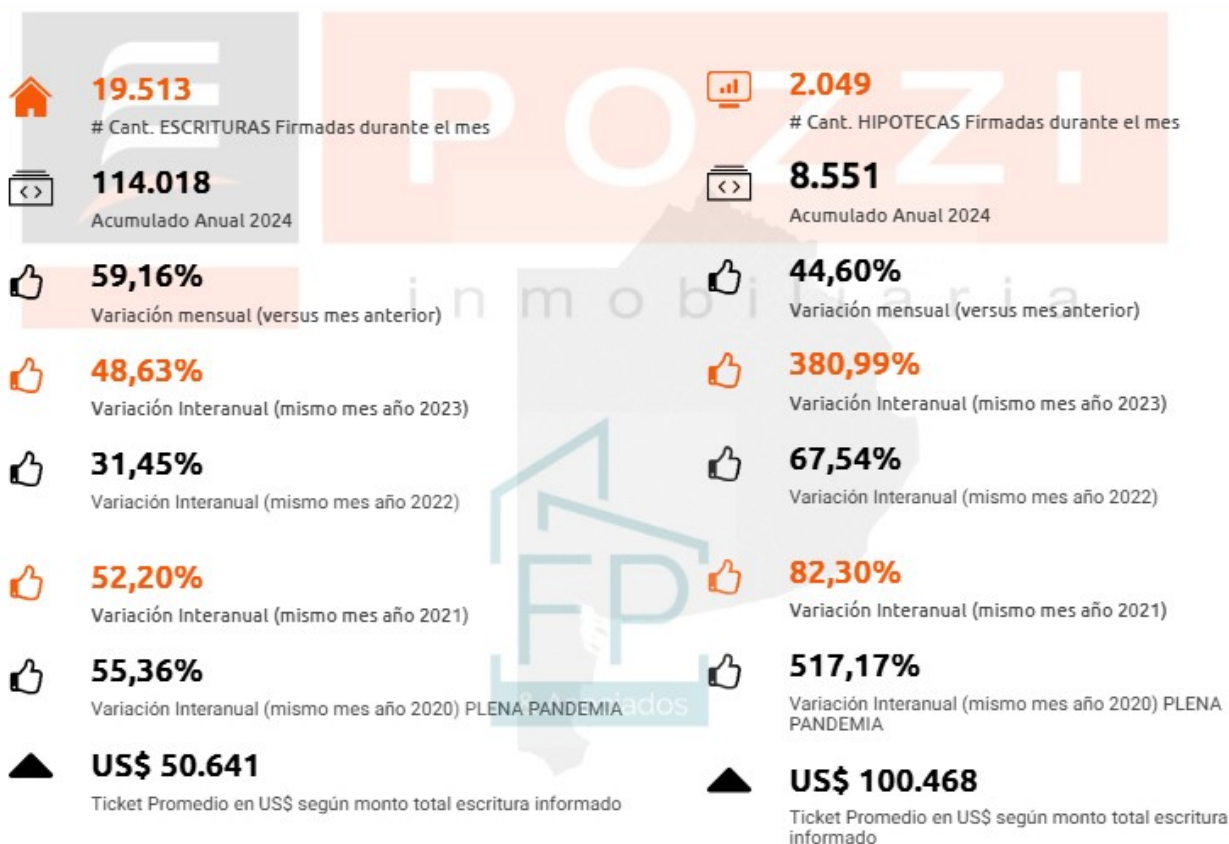 POZZI
inmobiliaria
19.513
# Cant. ESCRITURAS Firmadas durante el mes
114.018
Acumulado Anual 2024
59,16%
Variación mensual (versus mes anterior)
48,63%
Variación Interanual (mismo mes año 2023)
31,45%
Variación Interanual (mismo mes año 2022)
52,20%
Variación Interanual (mismo mes año 2021)
55,36%
Variación Interanual (mismo mes año 2020) PLENA PANDEMIA
US$ 50.641
Ticket Promedio en US$ según monto total escritura informado
2.049
# Cant. HIPOTECAS Firmadas durante el mes
8.551
Acumulado Anual 2024
44,60%
Variación mensual (versus mes anterior)
380,99%
Variación Interanual (mismo mes año 2023)
67,54%
Variación Interanual (mismo mes año 2022)
82,30%
Variación Interanual (mismo mes año 2021)
517,17%
Variación Interanual (mismo mes año 2020) PLENA
PANDEMIA
US$ 100.468
Ticket Promedio en US$ según monto total escritura
informado
FP
& Asociados